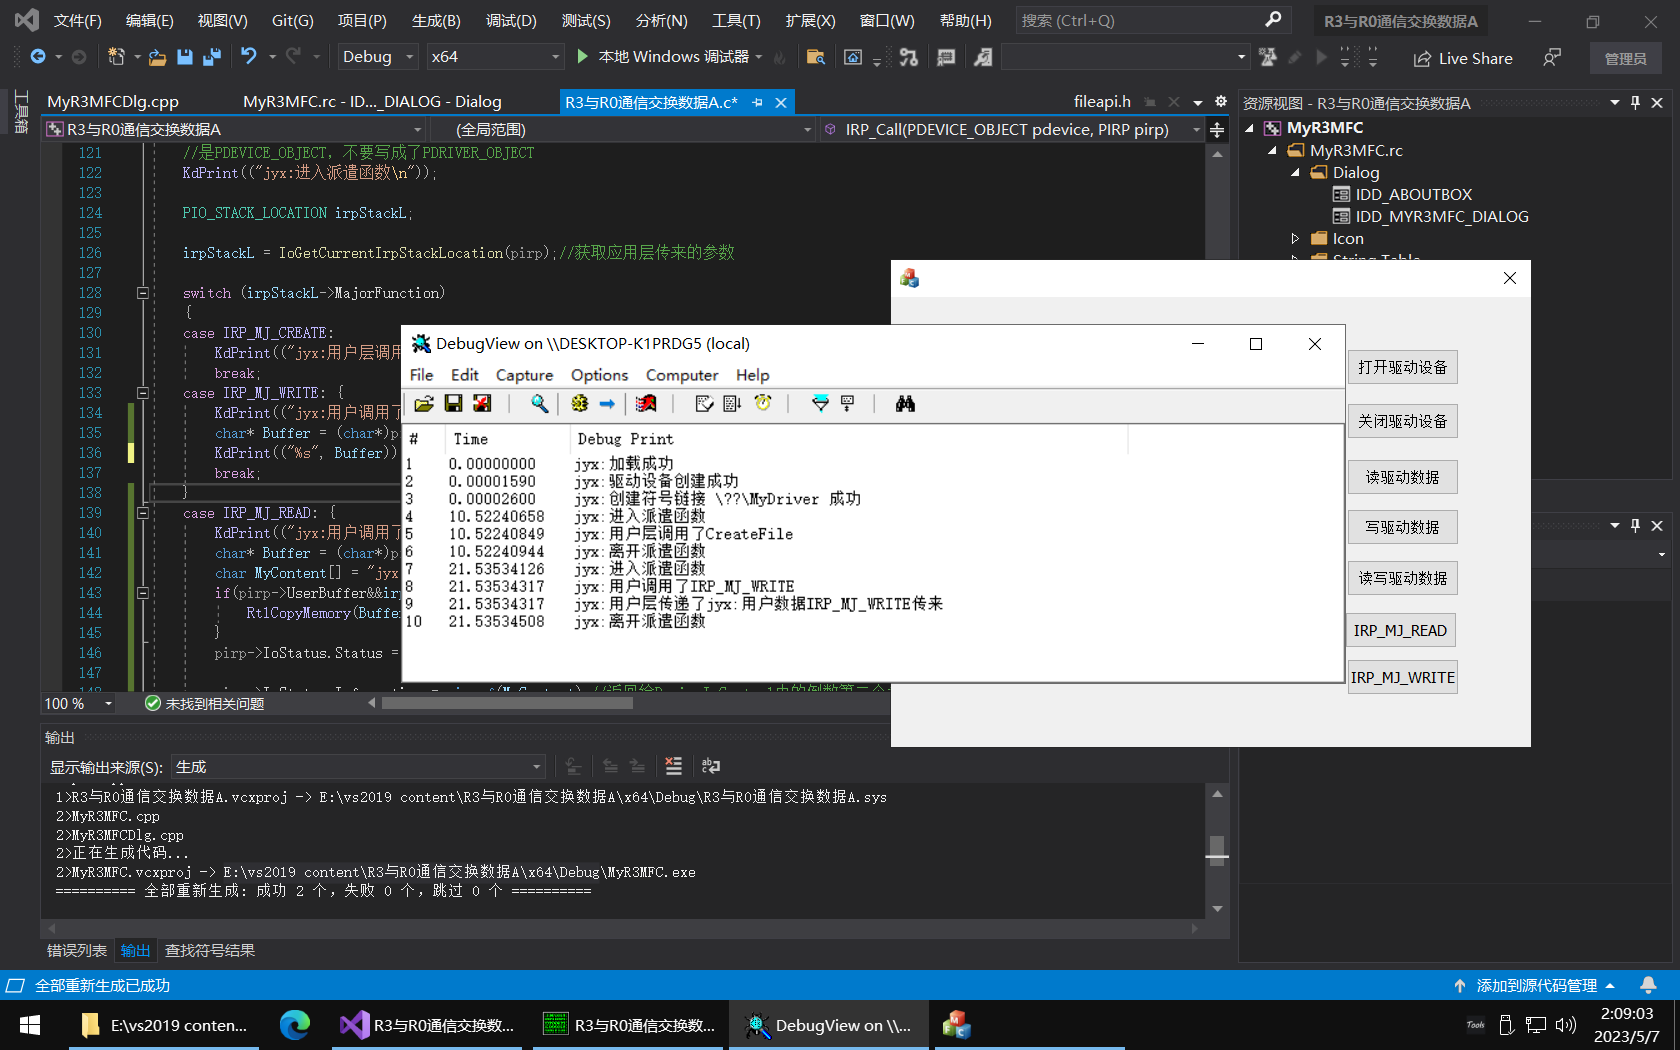 文件(F) 编辑(E) 视图(V) Git(G) 项目(P) 生成(B) 调试(D) 测试(S) 分析(N) 工具(T) 扩展(X) 窗口(W) 帮助(H) 搜索 (Ctrl+Q) R3与R0通信交换数据A
Debug x64 本地 Windows 调试器 Live Share 管理员
工具箱
MyR3MFCDlg.cpp MyR3MFC.rc - ID..._DIALOG - Dialog R3与R0通信交换数据A.c* fileapi.h
R3与R0通信交换数据A (全局范围) IRP_Call(PDEVICE_OBJECT pdevice, PIRP pirp)
121 //是PDEVICE_OBJECT，不要写成了PDRIVER_OBJECT
122 KdPrint(("jyx:进入派遣函数\n"));
123
124 PIO_STACK_LOCATION irpStackL;
125
126 irpStackL = IoGetCurrentIrpStackLocation(pirp);//获取应用层传来的参数
127
128 switch (irpStackL->MajorFunction)
129 {
130 case IRP_MJ_CREATE:
131 KdPrint(("jyx:用户层调用
132 break;
133 case IRP_MJ_WRITE: {
134 KdPrint(("jyx:用户调用了
135 char* Buffer = (char*)p
136 KdPrint(("%s", Buffer))
137 break;
138 }
139 case IRP_MJ_READ: {
140 KdPrint(("jyx:用户调用了
141 char* Buffer = (char*)p
142 char MyContent[] = "jyx
143 if(pirp->UserBuffer&&irp
144 RtlCopyMemory(Buffe
145 }
146 pirp->IoStatus.Status =
147
100 % 未找到相关问题
资源视图 - R3与R0通信交换数据A
MyR3MFC
MyR3MFC.rc
Dialog
IDD_ABOUTBOX
IDD_MYR3MFC_DIALOG
Icon
String Table
DebugView on \\DESKTOP-K1PRDG5 (local)
File Edit Capture Options Computer Help
# Time Debug Print
1 0.00000000 jyx:加载成功
2 0.00001590 jyx:驱动设备创建成功
3 0.00002600 jyx:创建符号链接 \??\MyDriver 成功
4 10.52240658 jyx:进入派遣函数
5 10.52240849 jyx:用户层调用了CreateFile
6 10.52240944 jyx:离开派遣函数
7 21.53534126 jyx:进入派遣函数
8 21.53534317 jyx:用户调用了IRP_MJ_WRITE
9 21.53534317 jyx:用户层传递了jyx:用户数据IRP_MJ_WRITE传来
10 21.53534508 jyx:离开派遣函数
打开驱动设备
关闭驱动设备
读驱动数据
写驱动数据
读写驱动数据
IRP_MJ_READ
IRP_MJ_WRITE
输出
显示输出来源(S): 生成
1>R3与R0通信交换数据A.vcxproj -> E:\vs2019 content\R3与R0通信交换数据A\x64\Debug\R3与R0通信交换数据A.sys
2>MyR3MFC.cpp
2>MyR3MFCDlg.cpp
2>正在生成代码...
2>MyR3MFC.vcxproj -> E:\vs2019 content\R3与R0通信交换数据A\x64\Debug\MyR3MFC.exe
========== 全部重新生成: 成功 2 个，失败 0 个，跳过 0 个 ==========
错误列表 输出 查找符号结果
全部重新生成已成功 添加到源代码管理
E:\vs2019 conten... R3与R0通信交换数... R3与R0通信交换数... DebugView on \\... Tools 2:09:03
2023/5/7